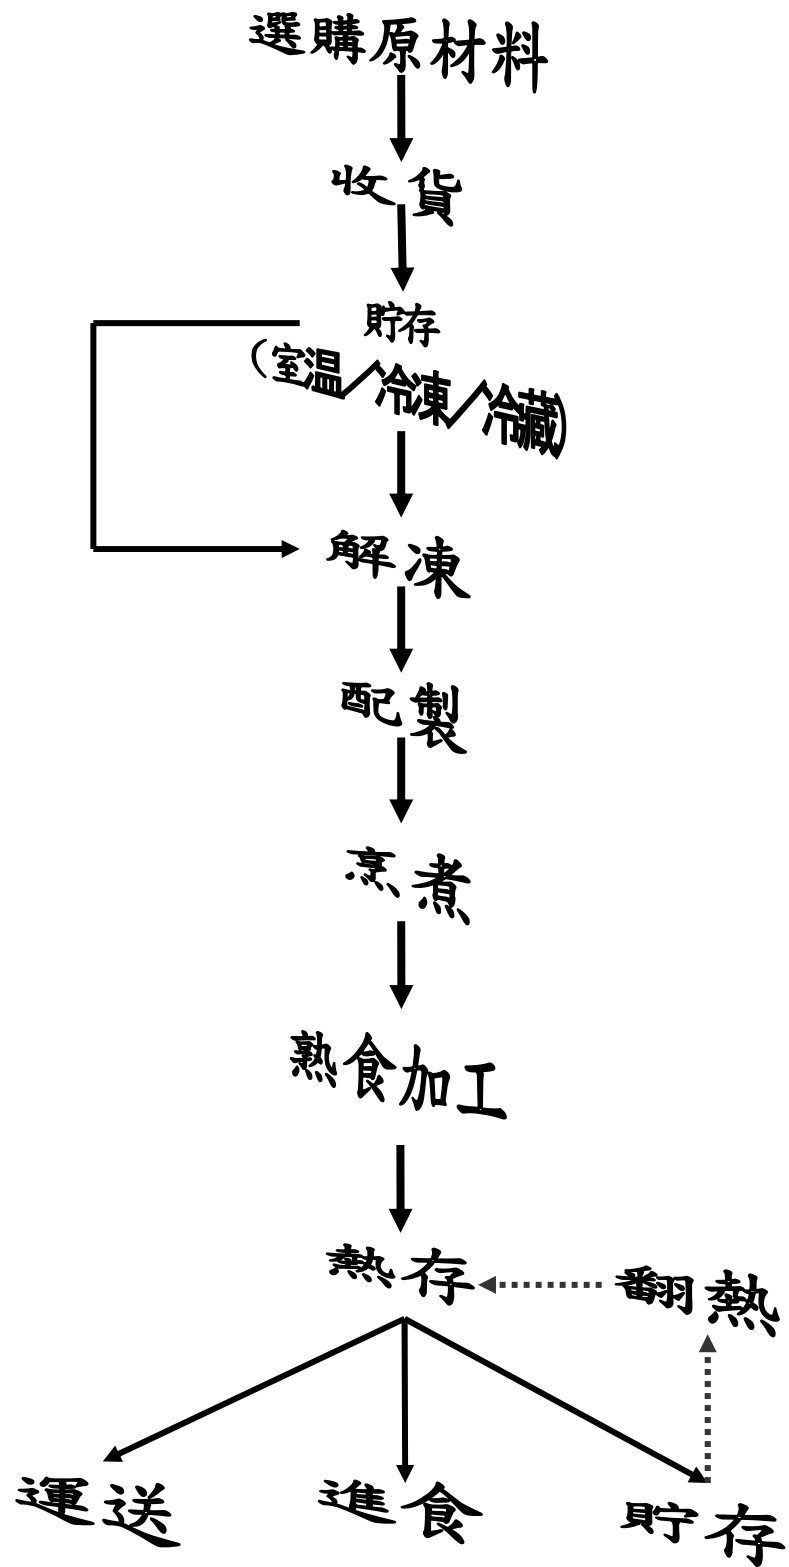 選購原材料
收貨
貯存
(室温/冷凍/冷藏)
解凍
配製
烹煮
熟食加工
熱存
翻熱
運送
進食
貯存